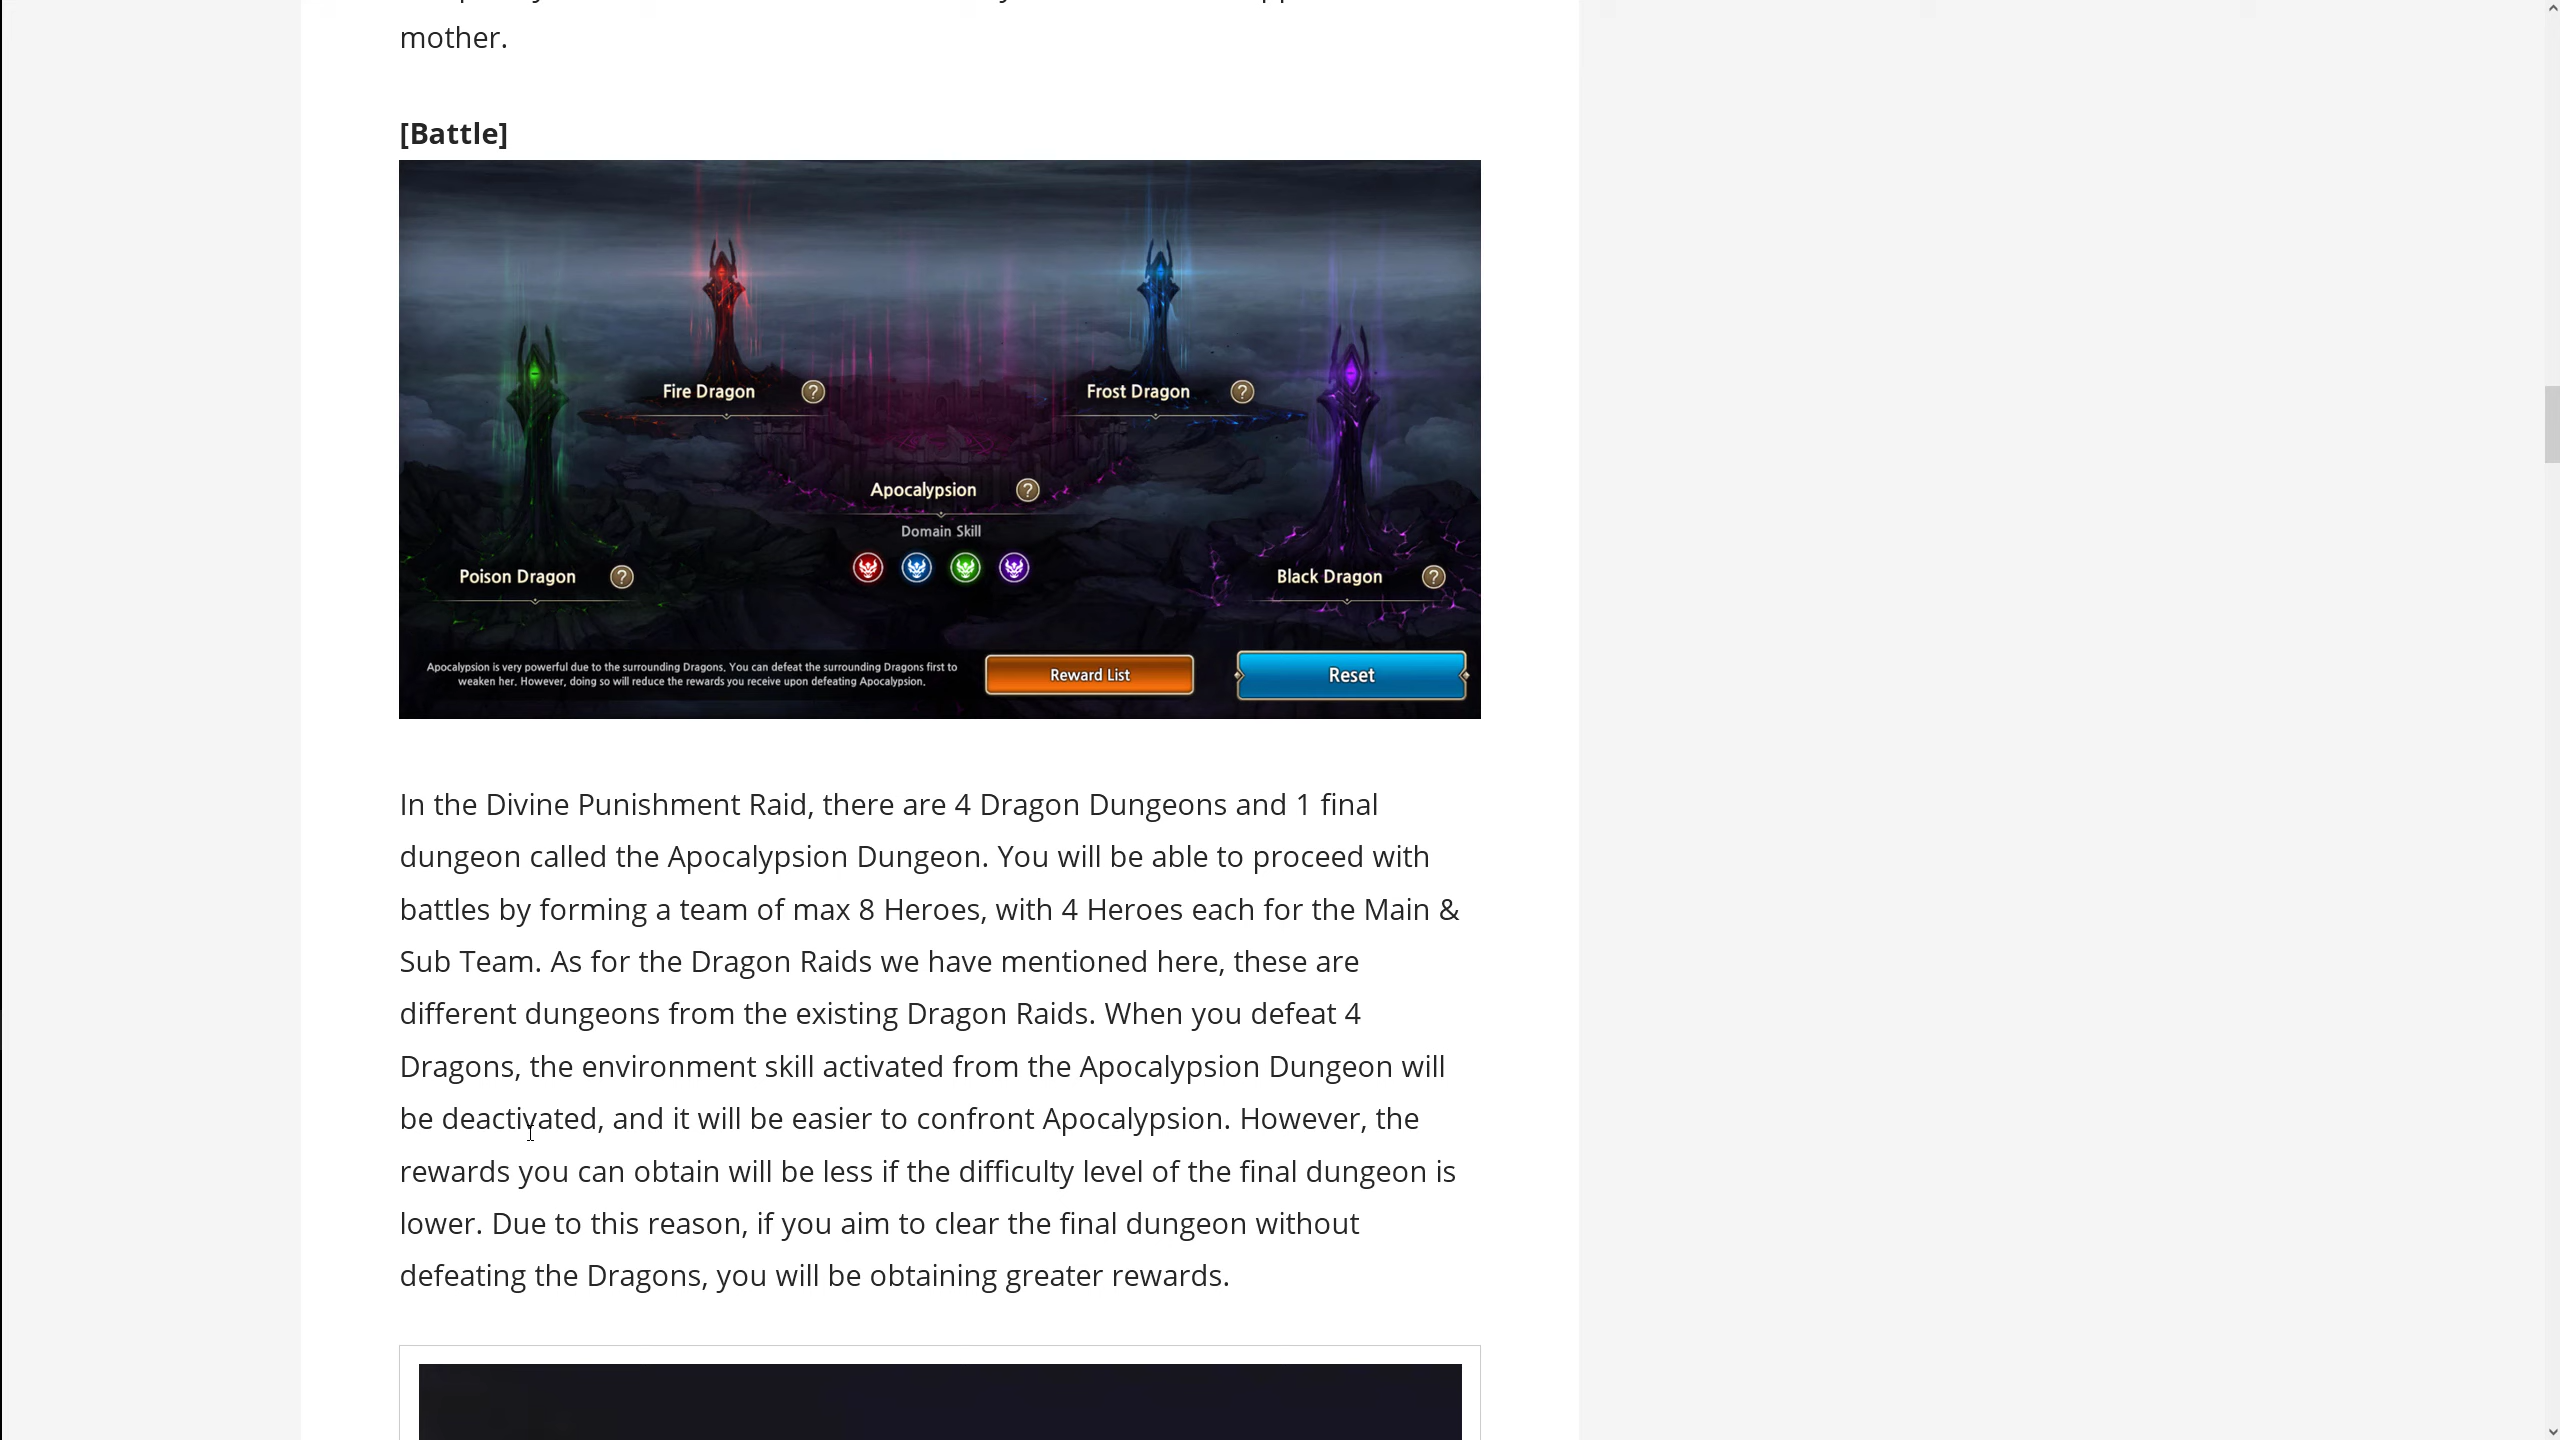 mother.
[Battle]
Fire Dragon ?
Frost Dragon ?
Apocalypsion ?
Domain Skill
Poison Dragon ?
Black Dragon ?
Apocalypsion is very powerful due to the surrounding Dragons. You can defeat the surrounding Dragons first to
weaken her. However, doing so will reduce the rewards you receive upon defeating Apocalypsion.
Reward List
Reset
In the Divine Punishment Raid, there are 4 Dragon Dungeons and 1 final
dungeon called the Apocalypsion Dungeon. You will be able to proceed with
battles by forming a team of max 8 Heroes, with 4 Heroes each for the Main &
Sub Team. As for the Dragon Raids we have mentioned here, these are
different dungeons from the existing Dragon Raids. When you defeat 4
Dragons, the environment skill activated from the Apocalypsion Dungeon will
be deactivated, and it will be easier to confront Apocalypsion. However, the
rewards you can obtain will be less if the difficulty level of the final dungeon is
lower. Due to this reason, if you aim to clear the final dungeon without
defeating the Dragons, you will be obtaining greater rewards.